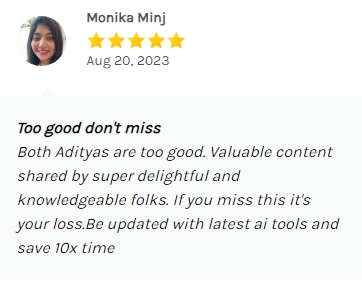 Monika Minj
Aug 20, 2023
Too good don't miss
Both Adityas are too good. Valuable content
shared by super delightful and
knowledgeable folks. If you miss this it's
your loss.Be updated with latest ai tools and
save 10x time